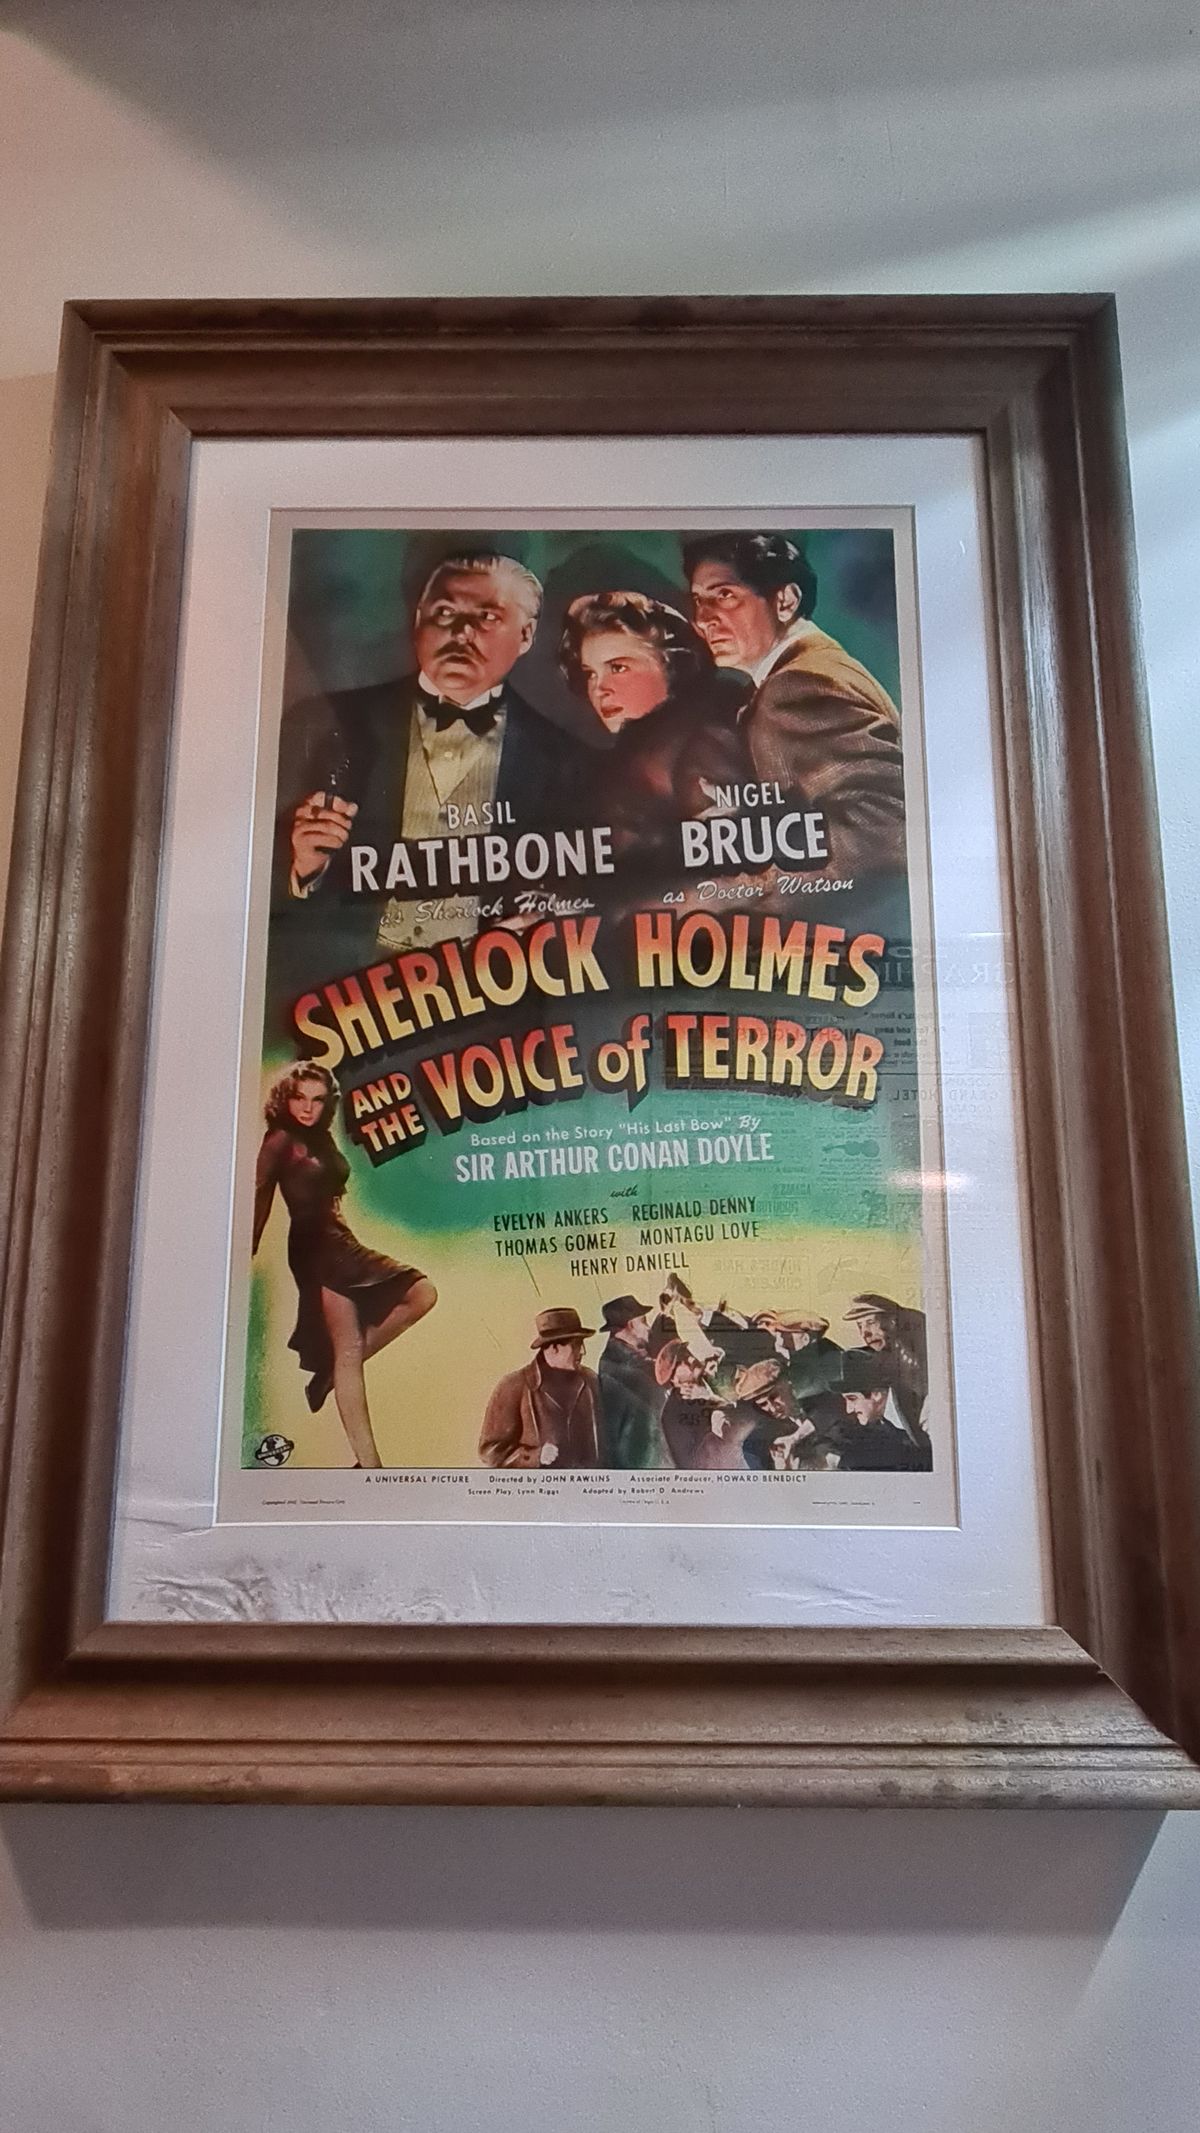 BASIL
RATHBONE
as Sherlock Holmes
NIGEL
BRUCE
as Doctor Watson
SHERLOCK HOLMES
AND THE VOICE of TERROR
Based on the Story "His Last Bow" By
SIR ARTHUR CONAN DOYLE
with
EVELYN ANKERS REGINALD DENNY
THOMAS GOMEZ MONTAGU LOVE
HENRY DANIELL
A UNIVERSAL PICTURE Directed by JOHN RAWLINS Associate Producer, HOWARD BENEDICT
Screen Play, Lynn Riggs Adapted by Robert D. Andrews